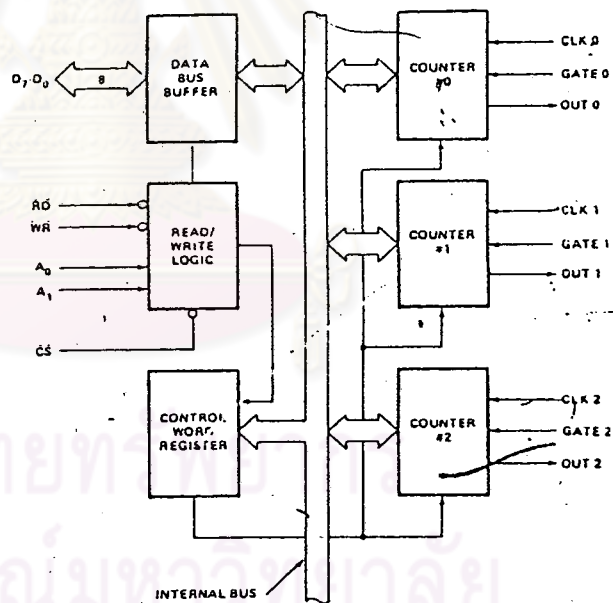 D7-D0
8
DATA
BUS
BUFFER
COUNTER
#0
CLK 0
GATE 0
OUT 0
RD
WR
A0
A1
CS
READ/
WRITE
LOGIC
COUNTER
#1
CLK 1
GATE 1
OUT 1
CONTROL
WORK
REGISTER
COUNTER
#2
CLK 2
GATE 2
OUT 2
INTERNAL BUS